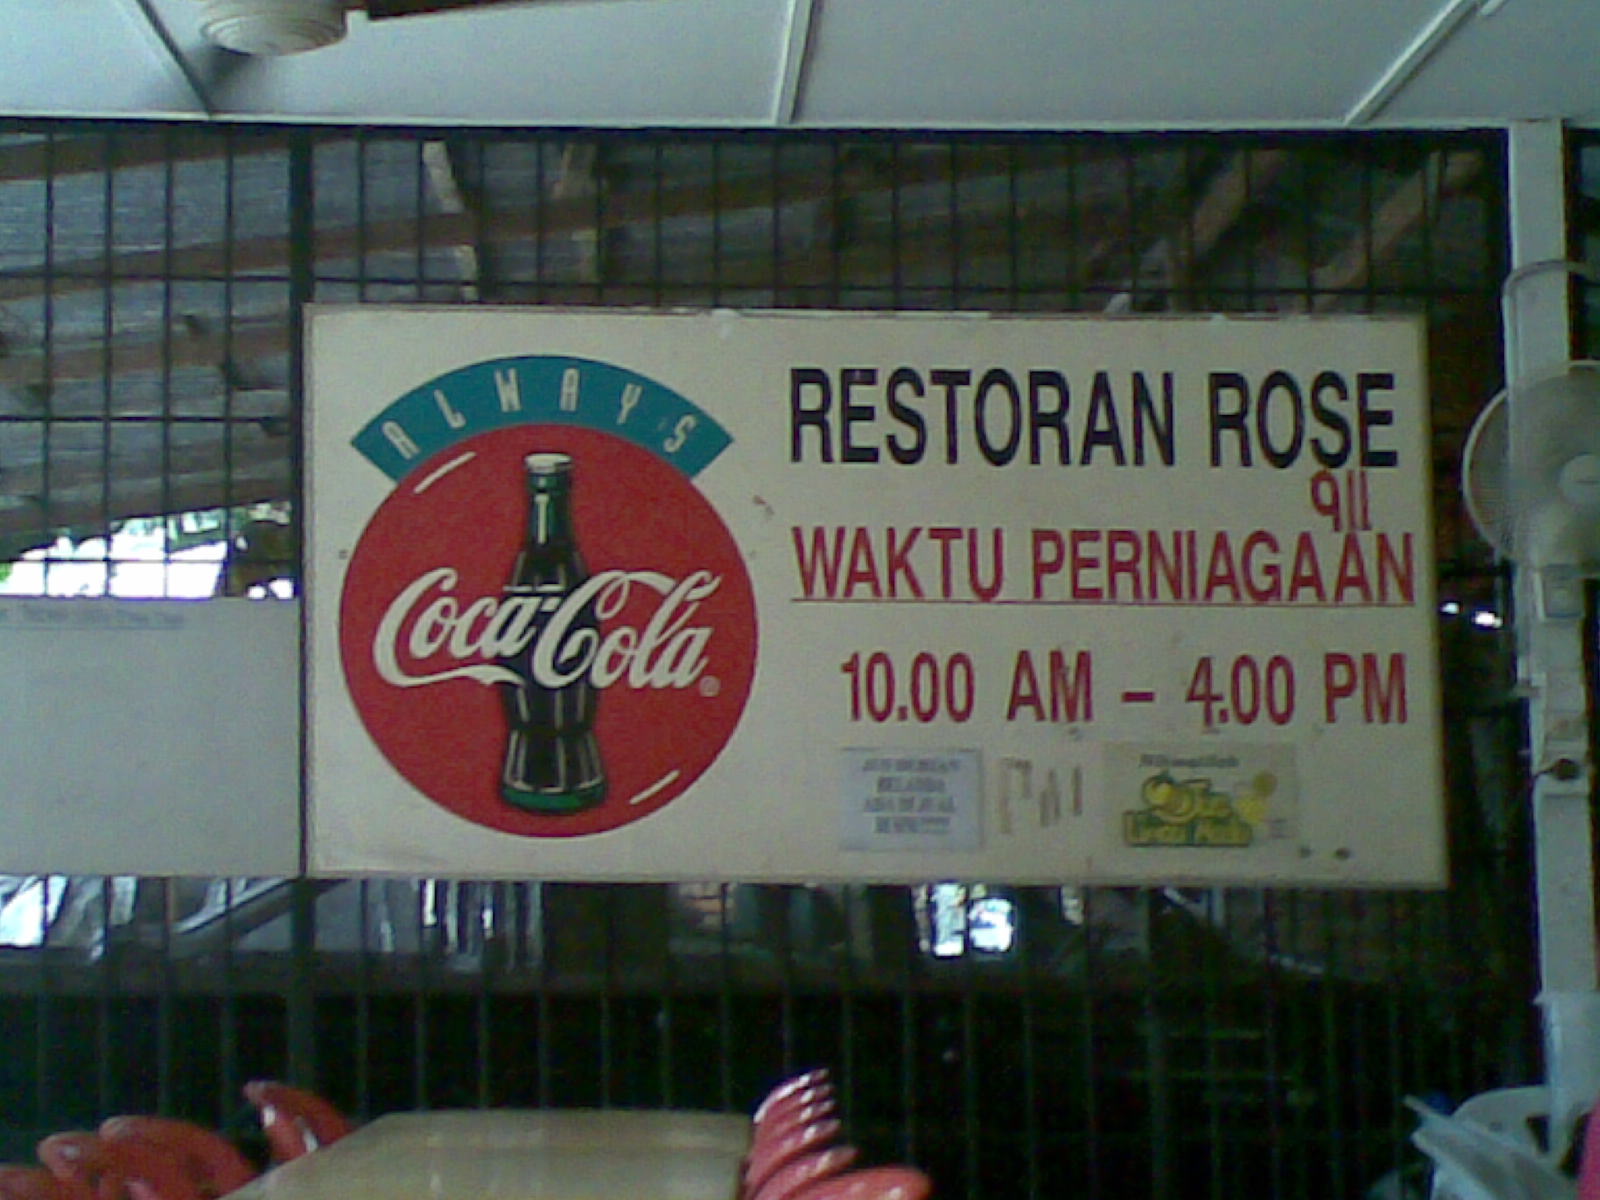 ALWAYS
Coca-Cola®
RESTORAN ROSE
911
WAKTU PERNIAGAAN
10.00 AM – 4.00 PM